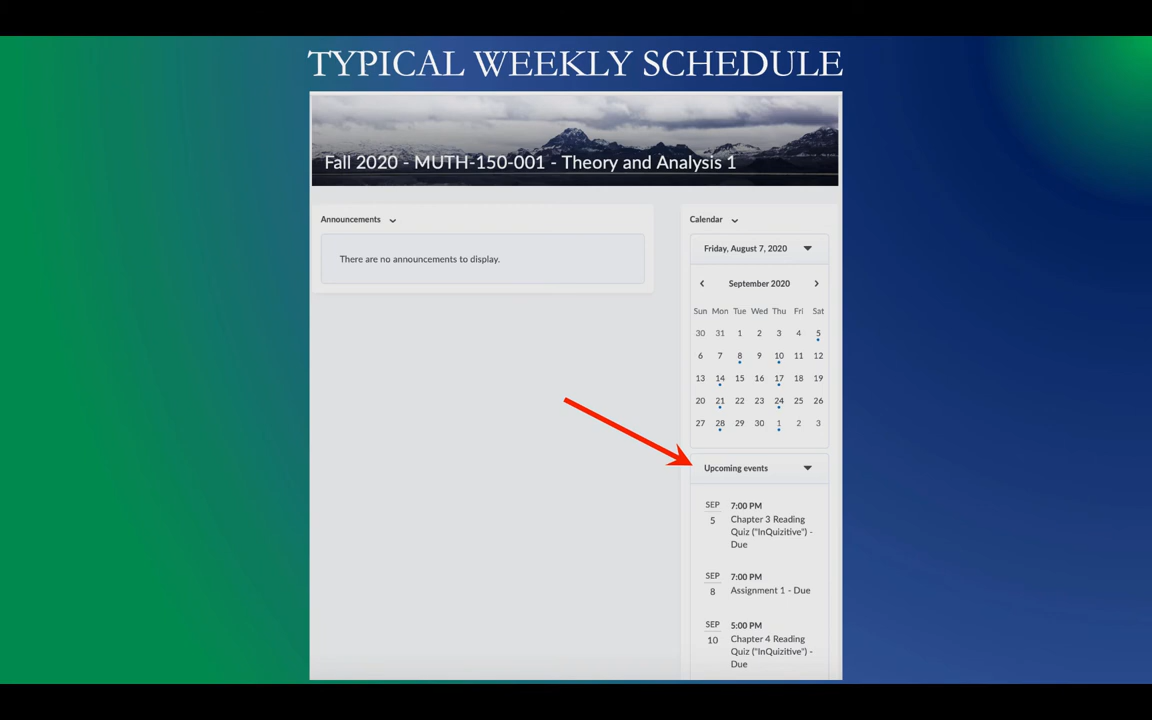 TYPICAL WEEKLY SCHEDULE
Fall 2020 - MUTH-150-001 - Theory and Analysis 1
Announcements
There are no announcements to display.
Calendar
Friday, August 7, 2020
September 2020
Sun Mon Tue Wed Thu Fri Sat
30 31 1 2 3 4 5
6 7 8 9 10 11 12
13 14 15 16 17 18 19
20 21 22 23 24 25 26
27 28 29 30 1 2 3
Upcoming events
SEP 7:00 PM
5 Chapter 3 Reading
Quiz ("InQuizitive") -
Due
SEP 7:00 PM
8 Assignment 1 - Due
SEP 5:00 PM
10 Chapter 4 Reading
Quiz ("InQuizitive") -
Due